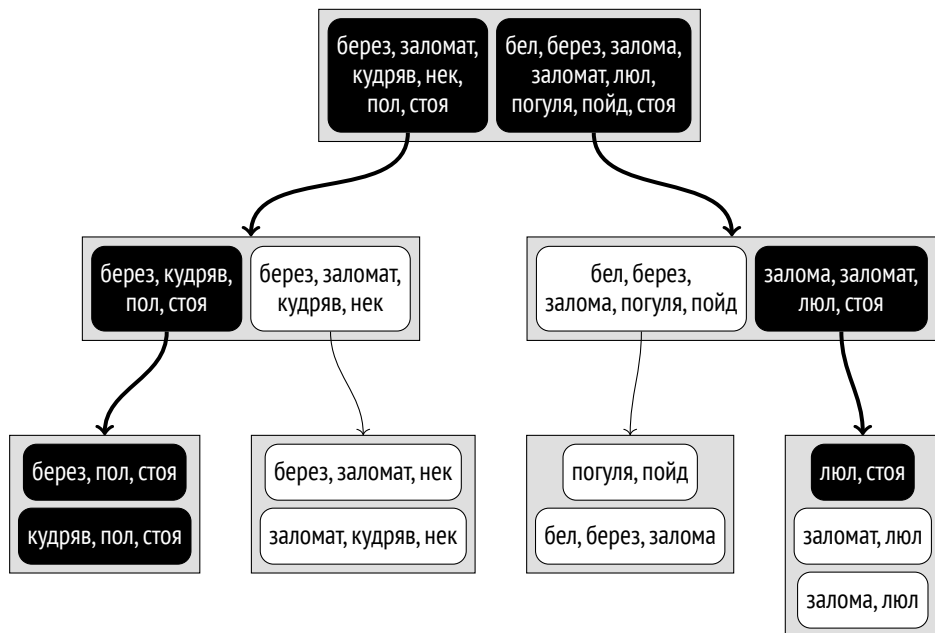 берез, заломат,
кудряв, нек,
пол, стоя
бел, берез, залома,
заломат, люл,
погуля, пойд, стоя
берез, кудряв,
пол, стоя
берез, заломат,
кудряв, нек
бел, берез,
залома, погуля, пойд
залома, заломат,
люл, стоя
берез, пол, стоя
кудряв, пол, стоя
берез, заломат, нек
заломат, кудряв, нек
погуля, пойд
бел, берез, залома
люл, стоя
заломат, люл
залома, люл